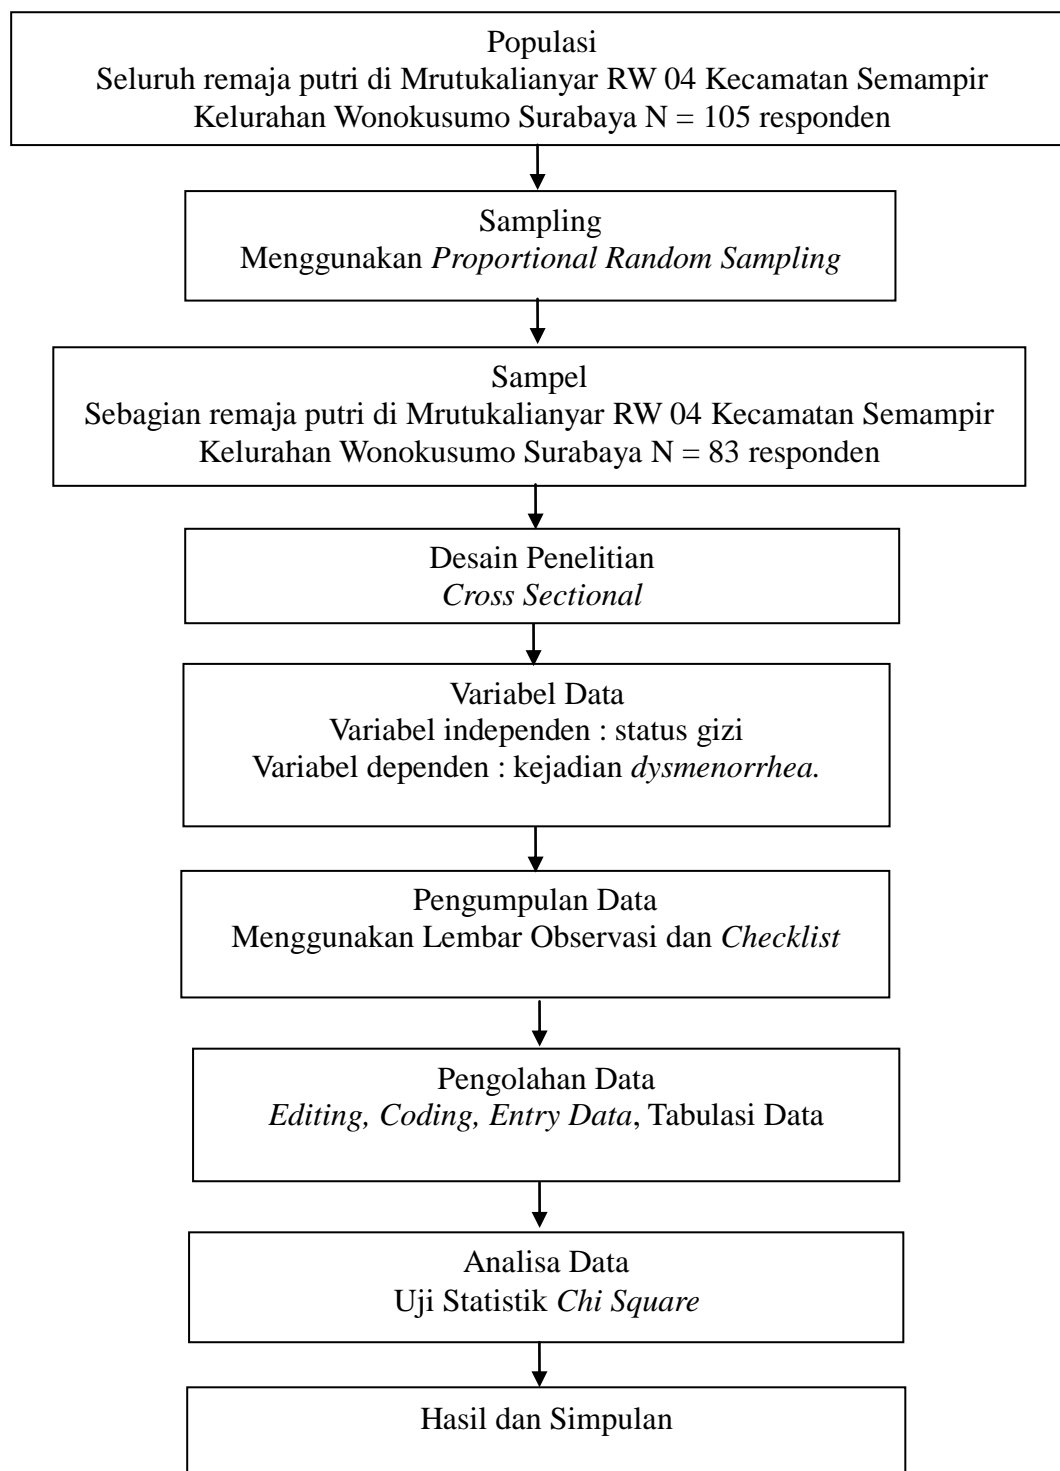 Populasi
Seluruh remaja putri di Mrutukalianyar RW 04 Kecamatan Semampir
Kelurahan Wonokusumo Surabaya N = 105 responden
Sampling
Menggunakan Proportional Random Sampling
Sampel
Sebagian remaja putri di Mrutukalianyar RW 04 Kecamatan Semampir
Kelurahan Wonokusumo Surabaya N = 83 responden
Desain Penelitian
Cross Sectional
Variabel Data
Variabel independen : status gizi
Variabel dependen : kejadian dysmenorrhea.
Pengumpulan Data
Menggunakan Lembar Observasi dan Checklist
Pengolahan Data
Editing, Coding, Entry Data, Tabulasi Data
Analisa Data
Uji Statistik Chi Square
Hasil dan Simpulan